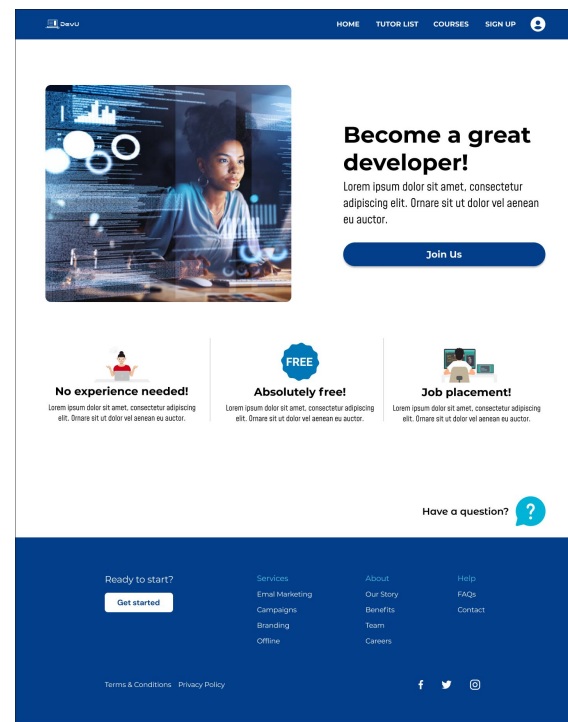 DevU
HOME TUTOR LIST COURSES SIGN UP
Become a great
developer!
Lorem ipsum dolor sit amet, consectetur
adipiscing elit. Ornare sit ut dolor vel aenean
eu auctor.
Join Us
FREE
No experience needed!
Lorem ipsum dolor sit amet, consectetur adipiscing
elit. Ornare sit ut dolor vel aenean eu auctor.
Absolutely free!
Lorem ipsum dolor sit amet, consectetur adipiscing
elit. Ornare sit ut dolor vel aenean eu auctor.
Job placement!
Lorem ipsum dolor sit amet, consectetur adipiscing
elit. Ornare sit ut dolor vel aenean eu auctor.
Have a question? ?
Ready to start?
Get started
Services
Emal Marketing
Campaigns
Branding
Offline
About
Our Story
Benefits
Team
Careers
Help
FAQs
Contact
Terms & Conditions Privacy Policy